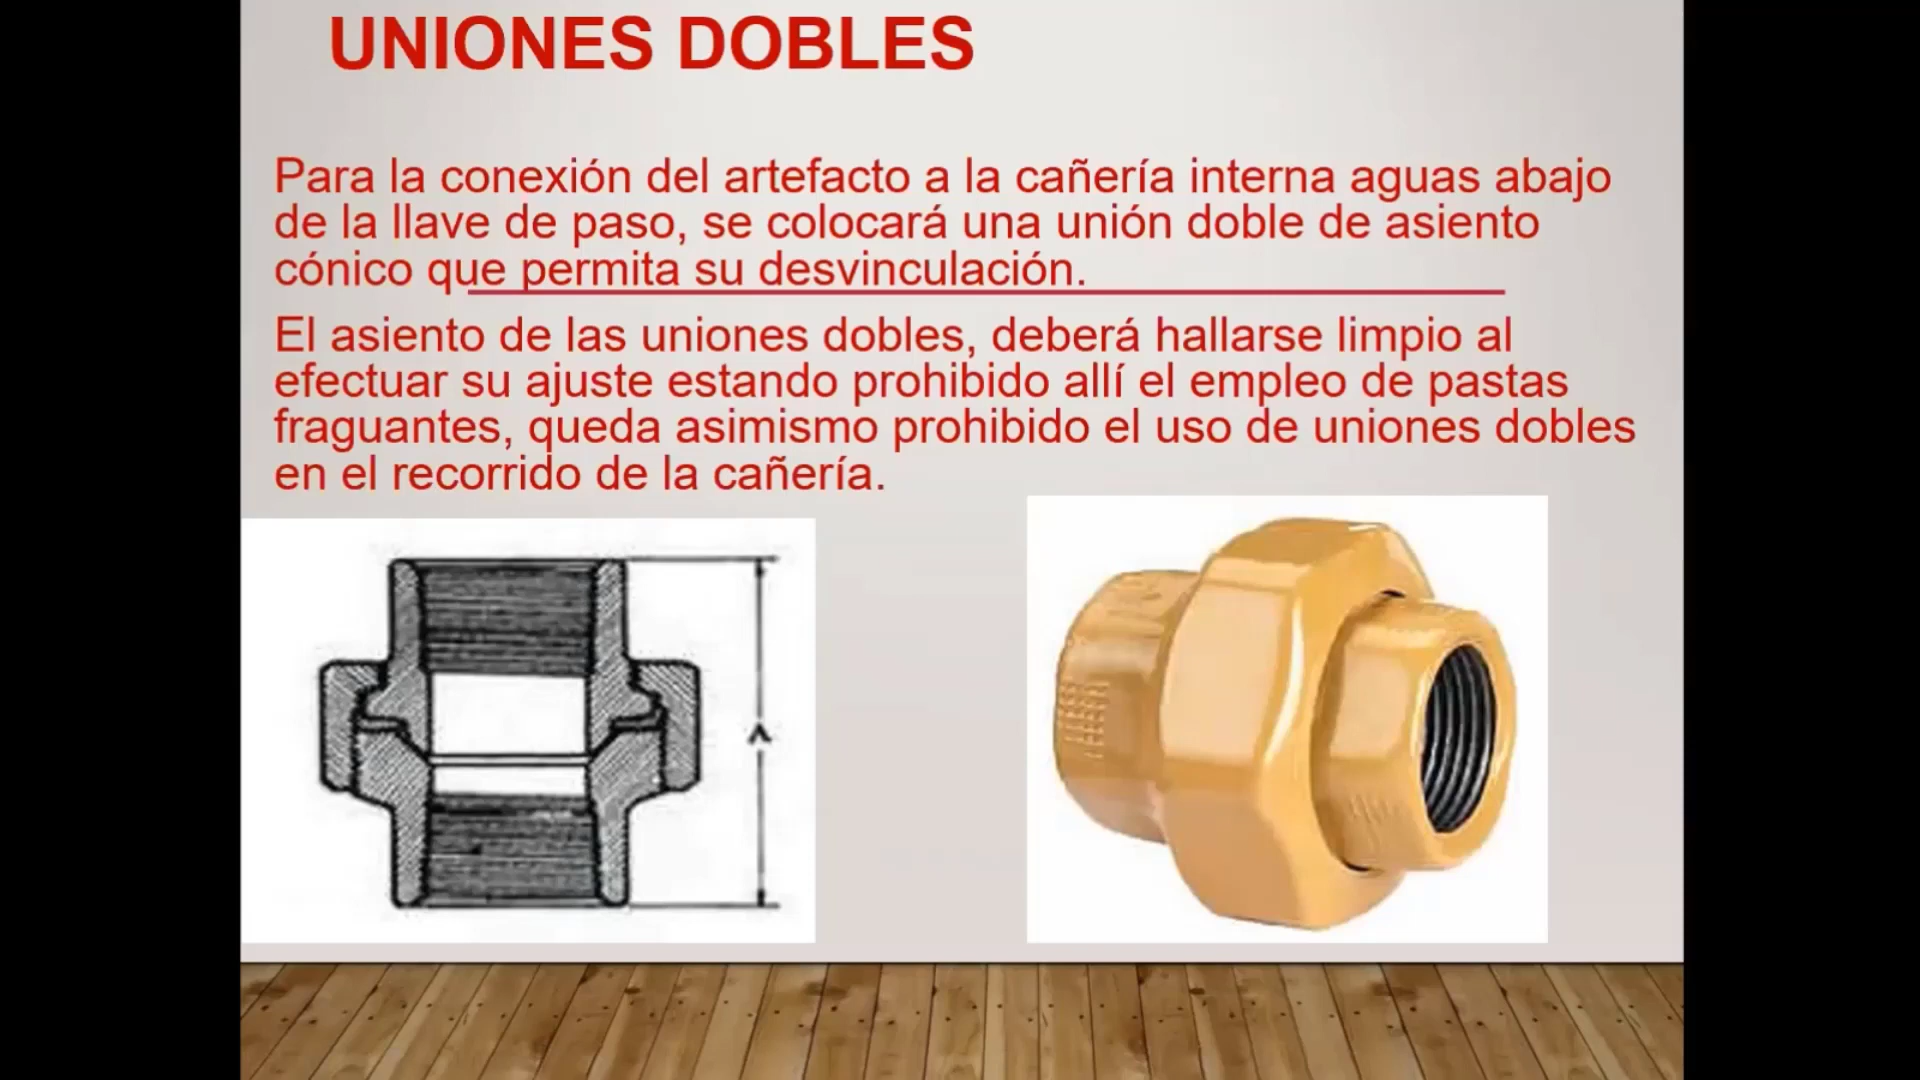 UNIONES DOBLES
Para la conexión del artefacto a la cañería interna aguas abajo
de la llave de paso, se colocará una unión doble de asiento
cónico que permita su desvinculación.
El asiento de las uniones dobles, deberá hallarse limpio al
efectuar su ajuste estando prohibido allí el empleo de pastas
fraguantes, queda asimismo prohibido el uso de uniones dobles
en el recorrido de la cañería.
A